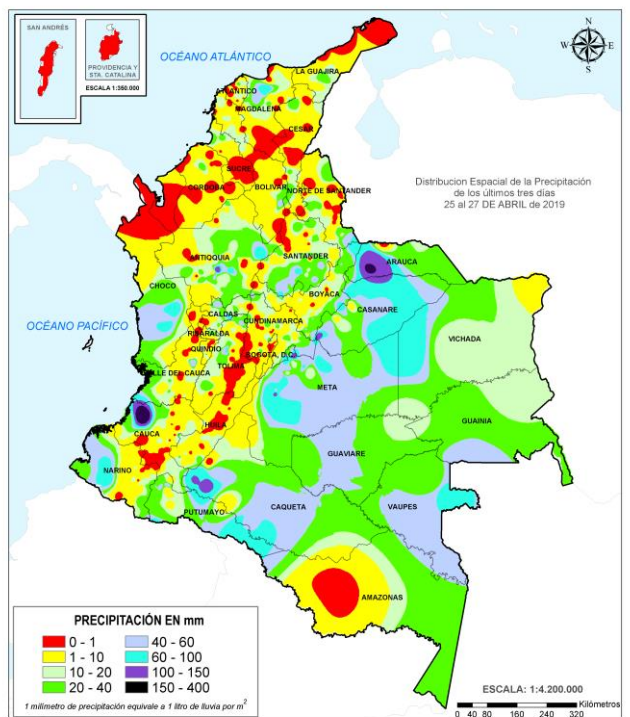 SAN ANDRÉS
PROVIDENCIA Y
STA. CATALINA
ESCALA 1:350.000
OCÉANO ATLÁNTICO
N
W
E
S
LA GUAJIRA
ATLANTICO
MAGDALENA
CESAR
SUCRE
CORDOBA
BOLIVAR
NORTE DE SANTANDER
Distribucion Espacial de la Precipitación
de los últimos tres días
25 al 27 DE ABRIL de 2019
ANTIOQUIA
SANTANDER
ARAUCA
CHOCO
BOYACA
CASANARE
OCÉANO PACÍFICO
CALDAS
CUNDINAMARCA
RISARALDA
VICHADA
QUINDIO
BOGOTA, D.C.
TOLIMA
VALLE DEL CAUCA
META
HUILA
GUAINIA
CAUCA
GUAVIARE
NARIÑO
CAQUETA
VAUPES
PUTUMAYO
AMAZONAS
PRECIPITACIÓN EN mm
0 - 1
40 - 60
1 - 10
60 - 100
10 - 20
100 - 150
20 - 40
150 - 400
1 milimetro de precipitación equivale a 1 litro de lluvia por m²
ESCALA: 1:4.200.000
Kilómetros
0 40 80 160 240 320